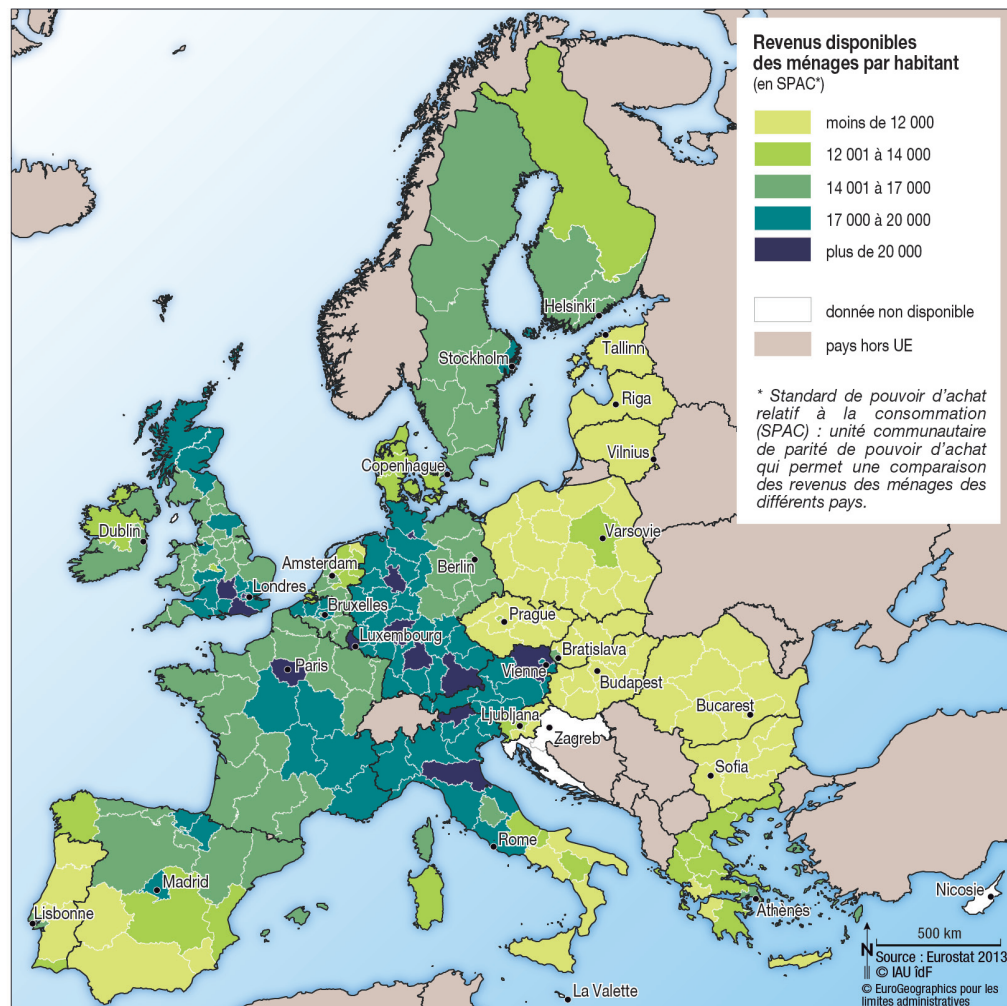 Revenus disponibles
des ménages par habitant
(en SPAC*)
moins de 12 000
12 001 à 14 000
14 001 à 17 000
17 000 à 20 000
plus de 20 000
donnée non disponible
pays hors UE
* Standard de pouvoir d'achat
relatif à la consommation
(SPAC) : unité communautaire
de parité de pouvoir d'achat
qui permet une comparaison
des revenus des ménages des
différents pays.
Helsinki
Tallinn
Stockholm
Riga
Vilnius
Copenhague
Dublin
Varsovie
Amsterdam
Berlin
Londres
Bruxelles
Prague
Luxembourg
Paris
Bratislava
Vienne
Budapest
Ljubljana
Zagreb
Bucarest
Sofia
Rome
Madrid
Lisbonne
Athènes
Nicosie
La Valette
500 km
N
Source : Eurostat 2013
© IAU îdF
© EuroGeographics pour les
limites administratives